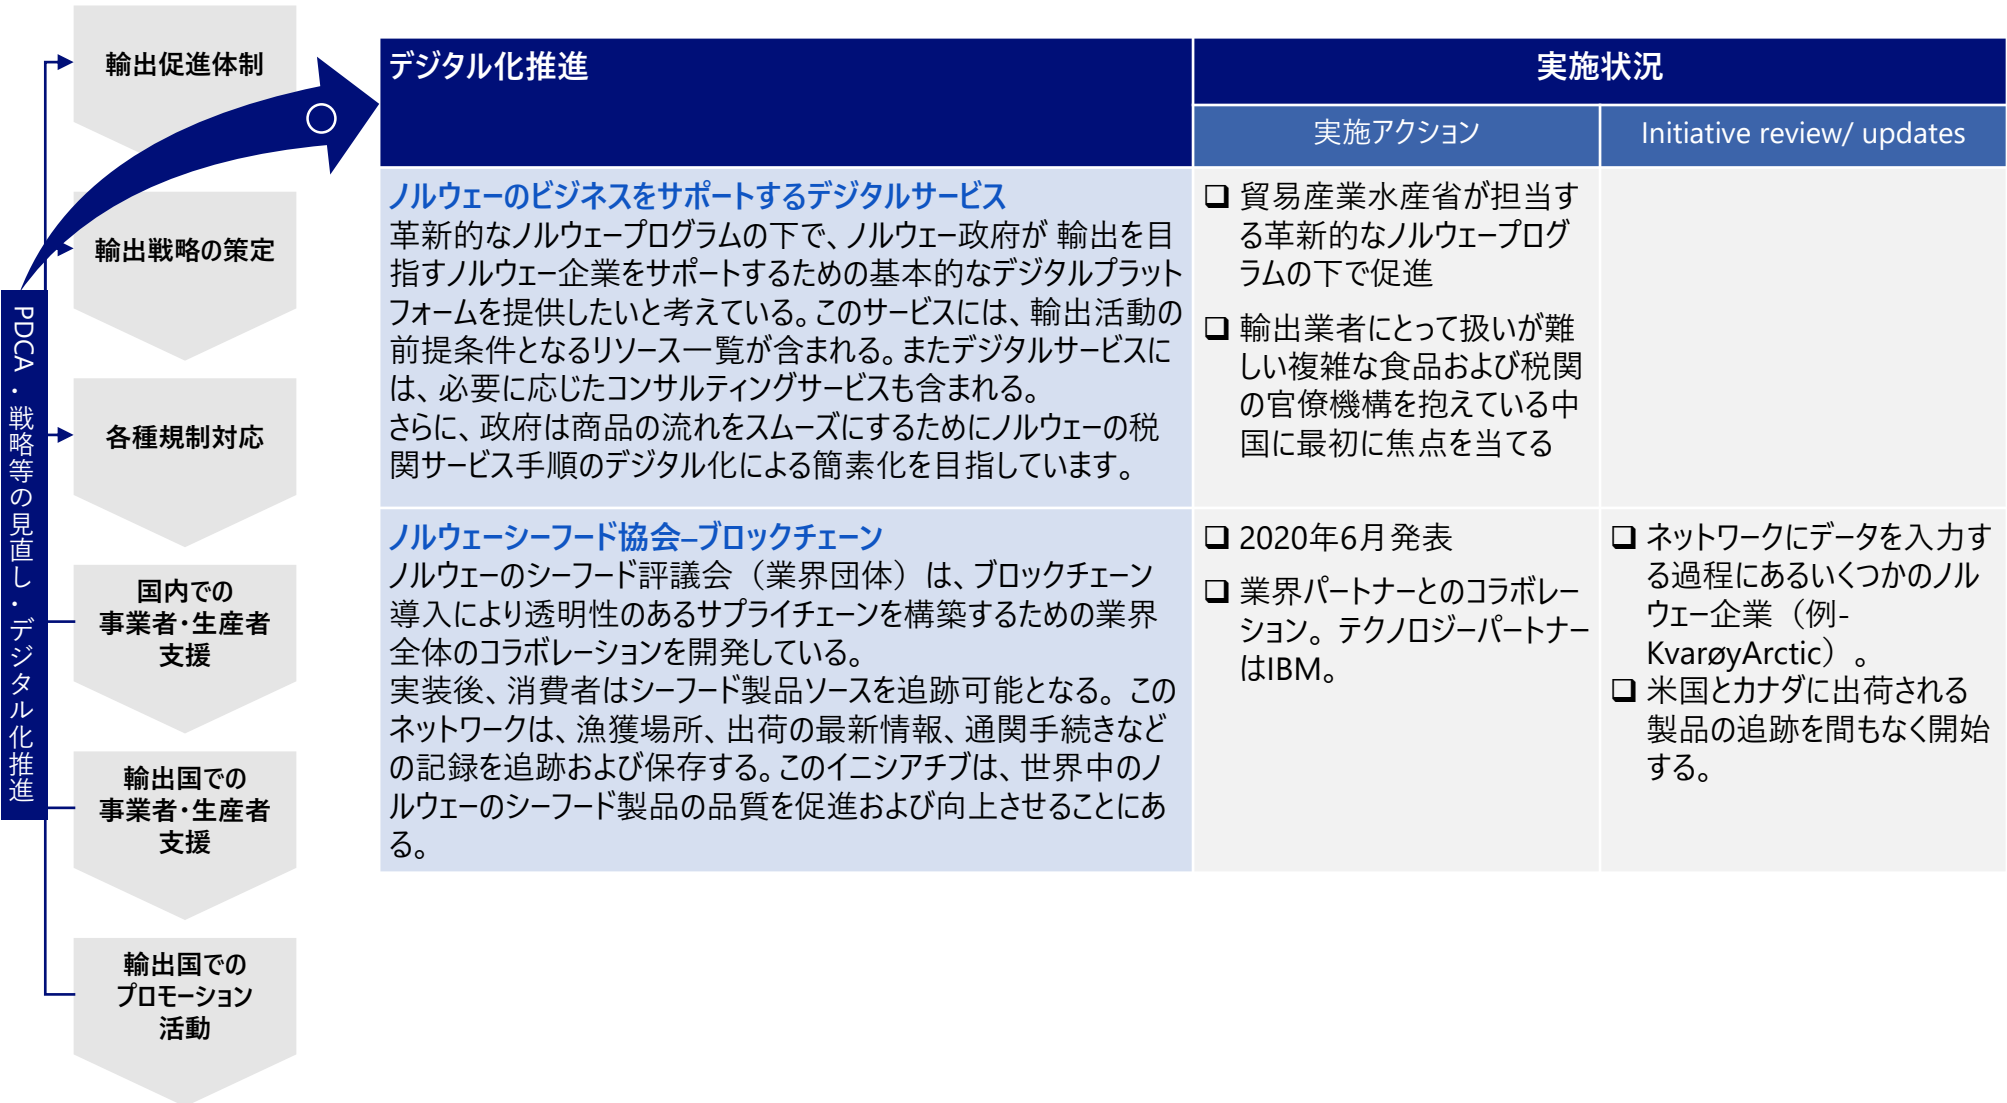 輸出促進体制
輸出戦略の策定
各種規制対応
国内での
事業者・生産者
支援
輸出国での
事業者・生産者
支援
輸出国での
プロモーション
活動
PDCA・戦略等の見直し・デジタル化推進
デジタル化推進
実施状況
実施アクション
Initiative review/ updates
ノルウェーのビジネスをサポートするデジタルサービス
革新的なノルウェープログラムの下で、ノルウェー政府が 輸出を目
指すノルウェー企業をサポートするための基本的なデジタルプラット
フォームを提供したいと考えている。このサービスには、輸出活動の
前提条件となるリソース一覧が含まれる。またデジタルサービスに
は、必要に応じたコンサルティングサービスも含まれる。
さらに、政府は商品の流れをスムーズにするためにノルウェーの税
関サービス手順のデジタル化による簡素化を目指しています。
❑ 貿易産業水産省が担当す
る革新的なノルウェープログ
ラムの下で促進
❑ 輸出業者にとって扱いが難
しい複雑な食品および税関
の官僚機構を抱えている中
国に最初に焦点を当てる
ノルウェーシーフード協会–ブロックチェーン
ノルウェーのシーフード評議会（業界団体）は、ブロックチェーン
導入により透明性のあるサプライチェーンを構築するための業界
全体のコラボレーションを開発している。
実装後、消費者はシーフード製品ソースを追跡可能となる。この
ネットワークは、漁獲場所、出荷の最新情報、通関手続きなど
の記録を追跡および保存する。このイニシアチブは、世界中のノ
ルウェーのシーフード製品の品質を促進および向上させることにあ
る。
❑ 2020年6月発表
❑ 業界パートナーとのコラボレー
ション。テクノロジーパートナー
はIBM。
❑ ネットワークにデータを入力す
る過程にあるいくつかのノル
ウェー企業（例-
KvarøyArctic）。
❑ 米国とカナダに出荷される
製品の追跡を間もなく開始
する。